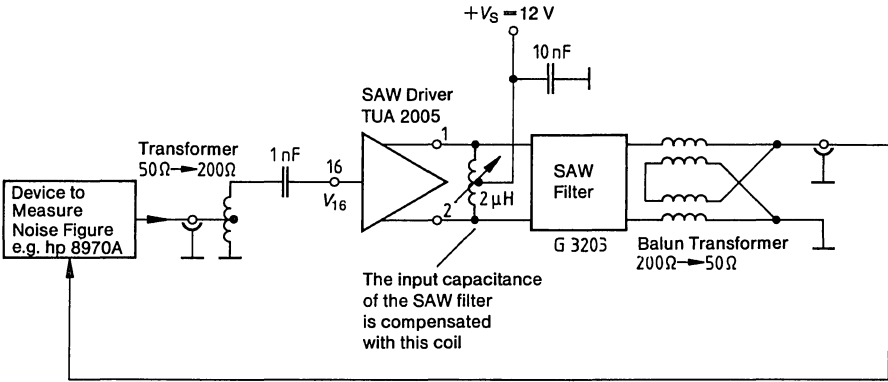 +VS = 12 V
10 nF
SAW Driver
TUA 2005
Transformer
50Ω→200Ω
1 nF
16
V16
1
2
2 µH
SAW
Filter
G 3203
Device to
Measure
Noise Figure
e.g. hp 8970A
Balun Transformer
200Ω→50Ω
The input capacitance
of the SAW filter
is compensated
with this coil